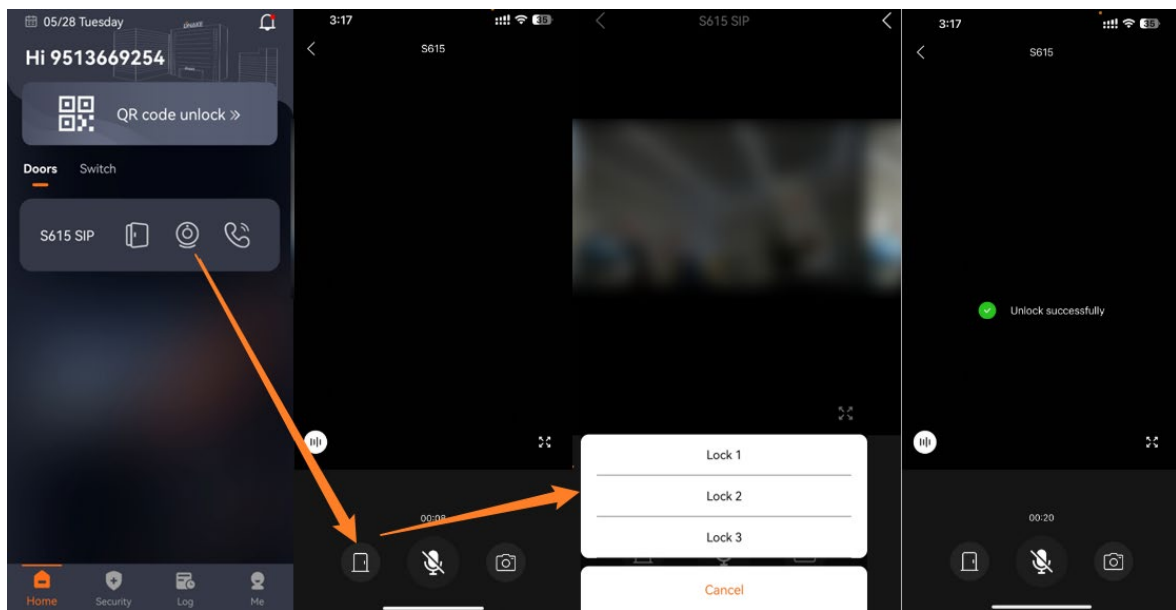 05/28 Tuesday
Hi 9513669254
QR code unlock »
Doors Switch
S615 SIP
Home Security Log Me
3:17
35
S615
00:08
S615 SIP
Lock 1
Lock 2
Lock 3
Cancel
3:17
35
S615
Unlock successfully
00:20